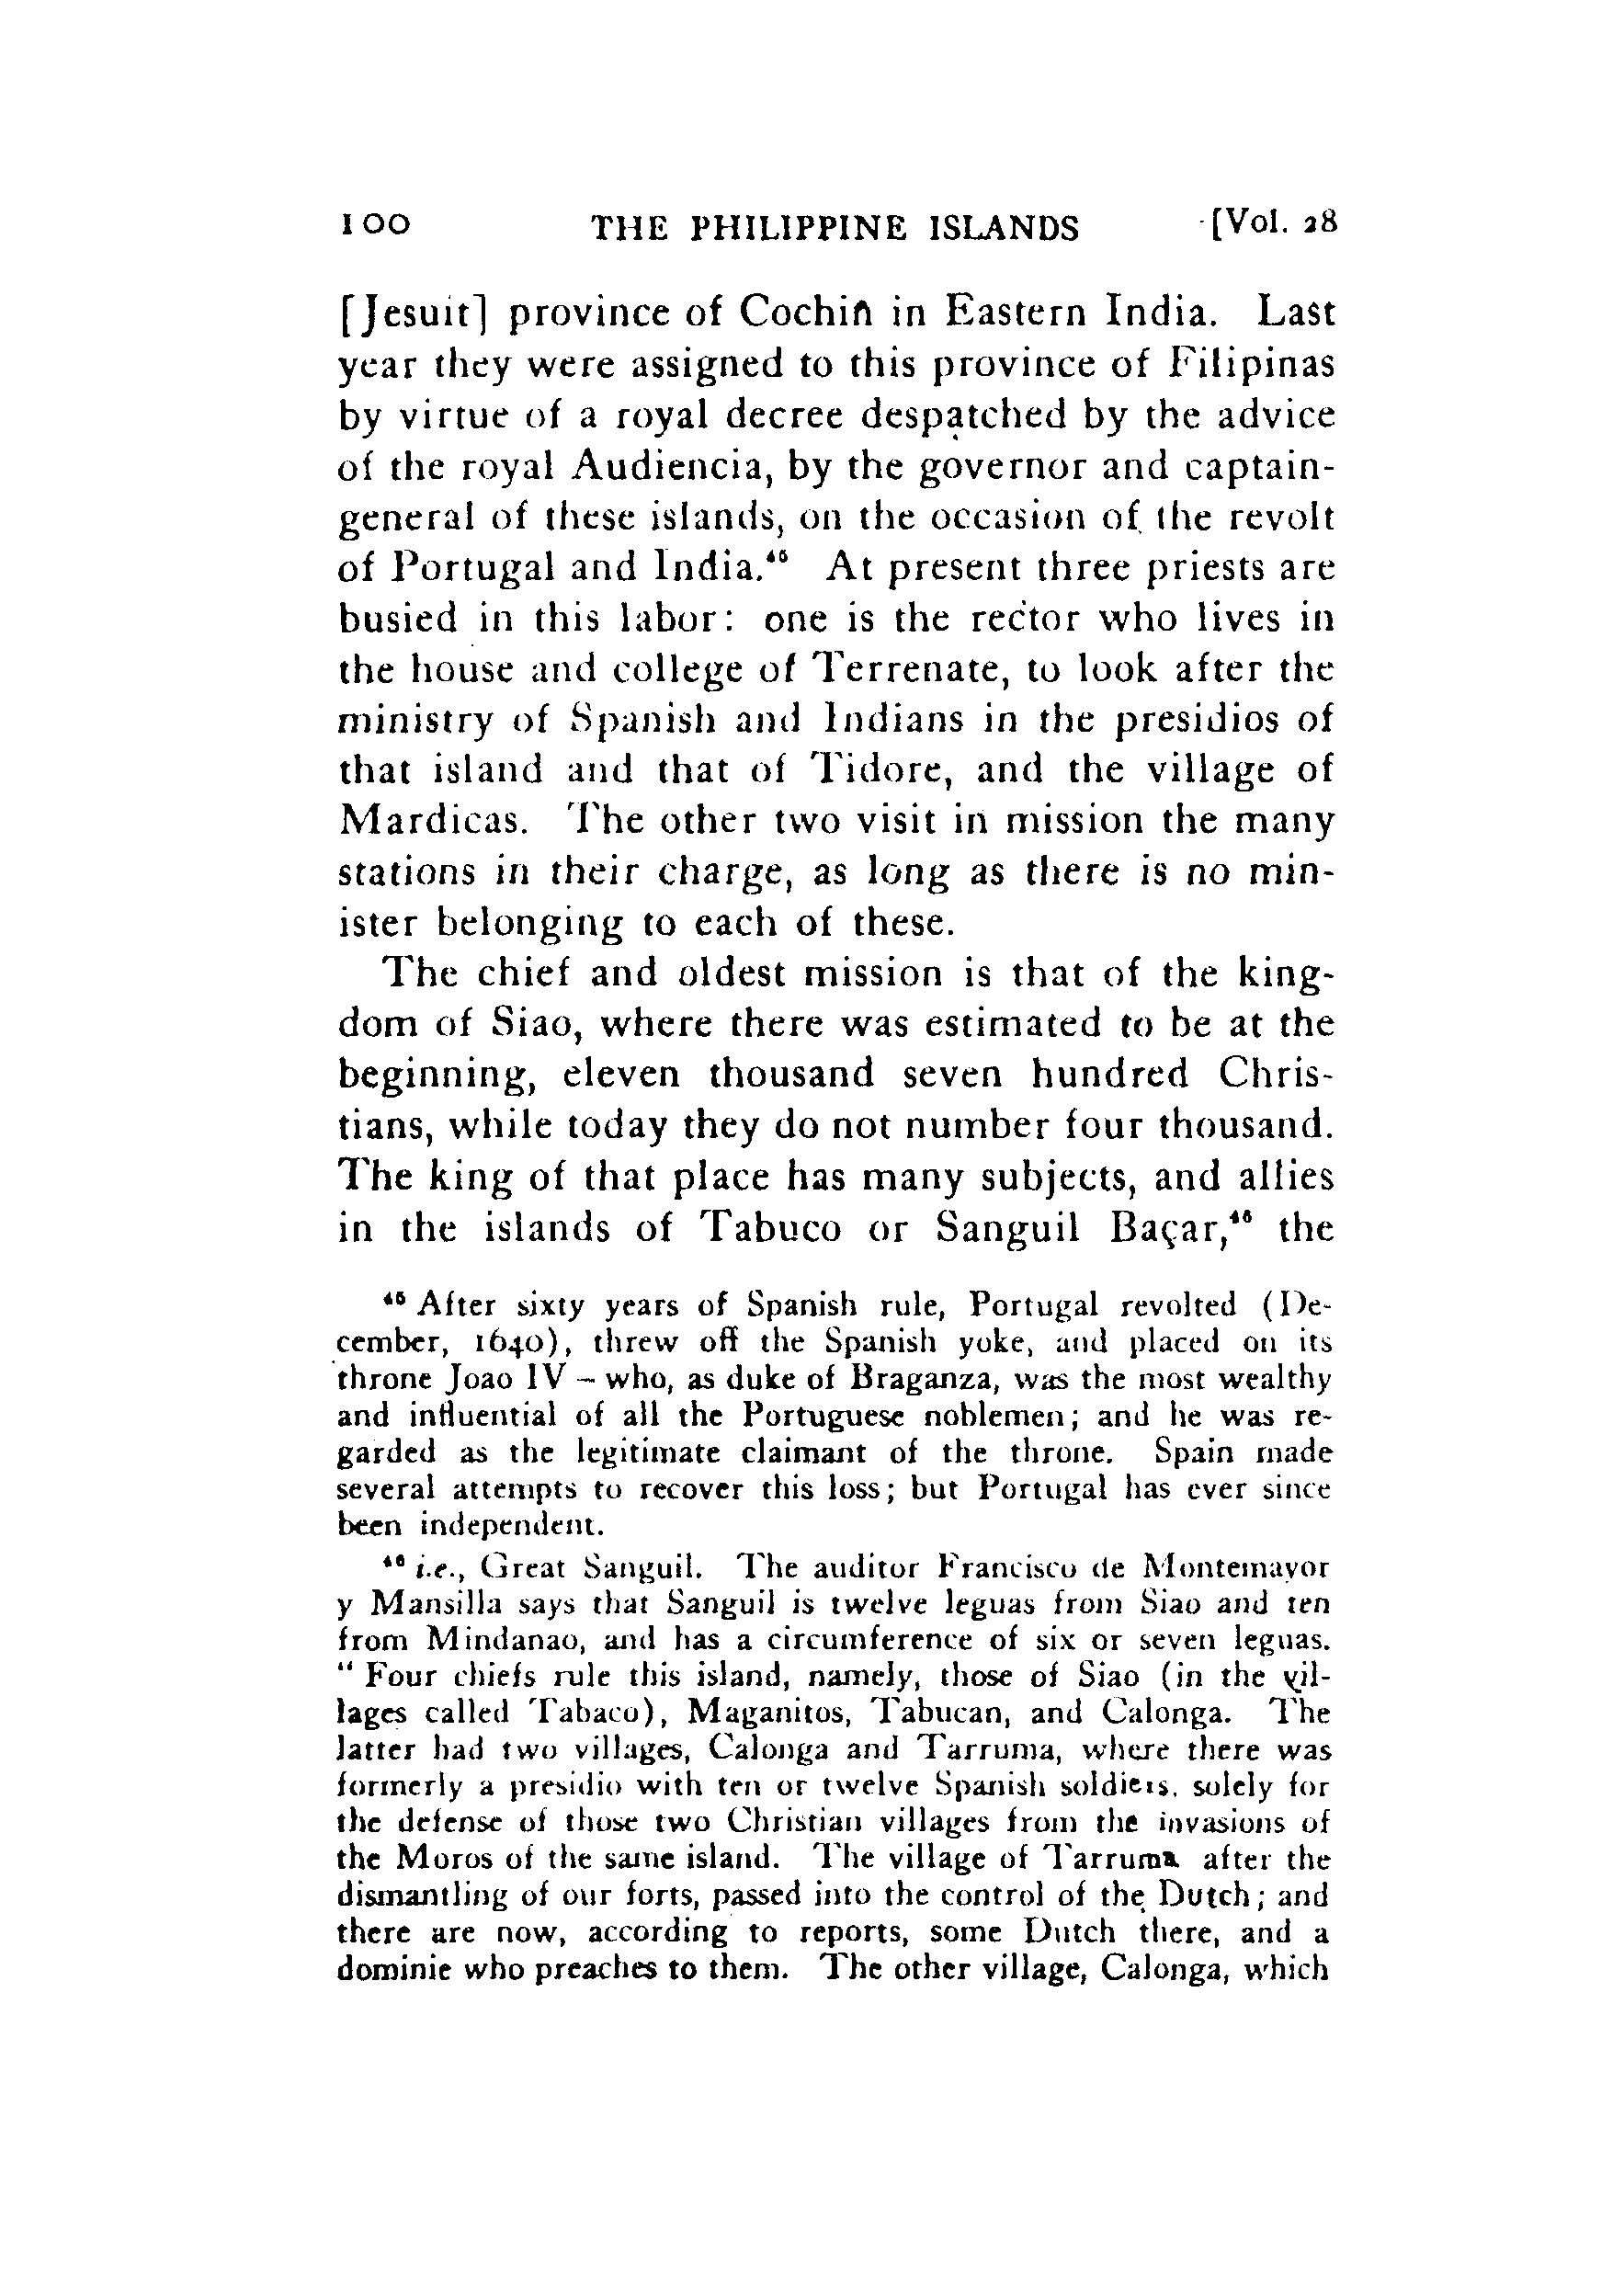 100 THE PHILIPPINE ISLANDS [Vol. 28
[Jesuit] province of Cochin in Eastern India. Last
year they were assigned to this province of Filipinas
by virtue of a royal decree despatched by the advice
of the royal Audiencia, by the governor and captain-
general of these islands, on the occasion of the revolt
of Portugal and India.⁴⁵ At present three priests are
busied in this labor: one is the rector who lives in
the house and college of Terrenate, to look after the
ministry of Spanish and Indians in the presidios of
that island and that of Tidore, and the village of
Mardicas. The other two visit in mission the many
stations in their charge, as long as there is no min-
ister belonging to each of these.
The chief and oldest mission is that of the king-
dom of Siao, where there was estimated to be at the
beginning, eleven thousand seven hundred Chris-
tians, while today they do not number four thousand.
The king of that place has many subjects, and allies
in the islands of Tabuco or Sanguil Baçar,⁴⁶ the
⁴⁵ After sixty years of Spanish rule, Portugal revolted (De-
cember, 1640), threw off the Spanish yoke, and placed on its
throne Joao IV – who, as duke of Braganza, was the most wealthy
and influential of all the Portuguese noblemen; and he was re-
garded as the legitimate claimant of the throne. Spain made
several attempts to recover this loss; but Portugal has ever since
been independent.
⁴⁶ i.e., Great Sanguil. The auditor Francisco de Montemayor
y Mansilla says that Sanguil is twelve leguas from Siao and ten
from Mindanao, and has a circumference of six or seven leguas.
“ Four chiefs rule this island, namely, those of Siao (in the vil-
lages called Tabaco), Maganitos, Tabucan, and Calonga. The
latter had two villages, Calonga and Tarruma, where there was
formerly a presidio with ten or twelve Spanish soldiers, solely for
the defense of those two Christian villages from the invasions of
the Moros of the same island. The village of Tarruma after the
dismantling of our forts, passed into the control of the Dutch; and
there are now, according to reports, some Dutch there, and a
dominie who preaches to them. The other village, Calonga, which